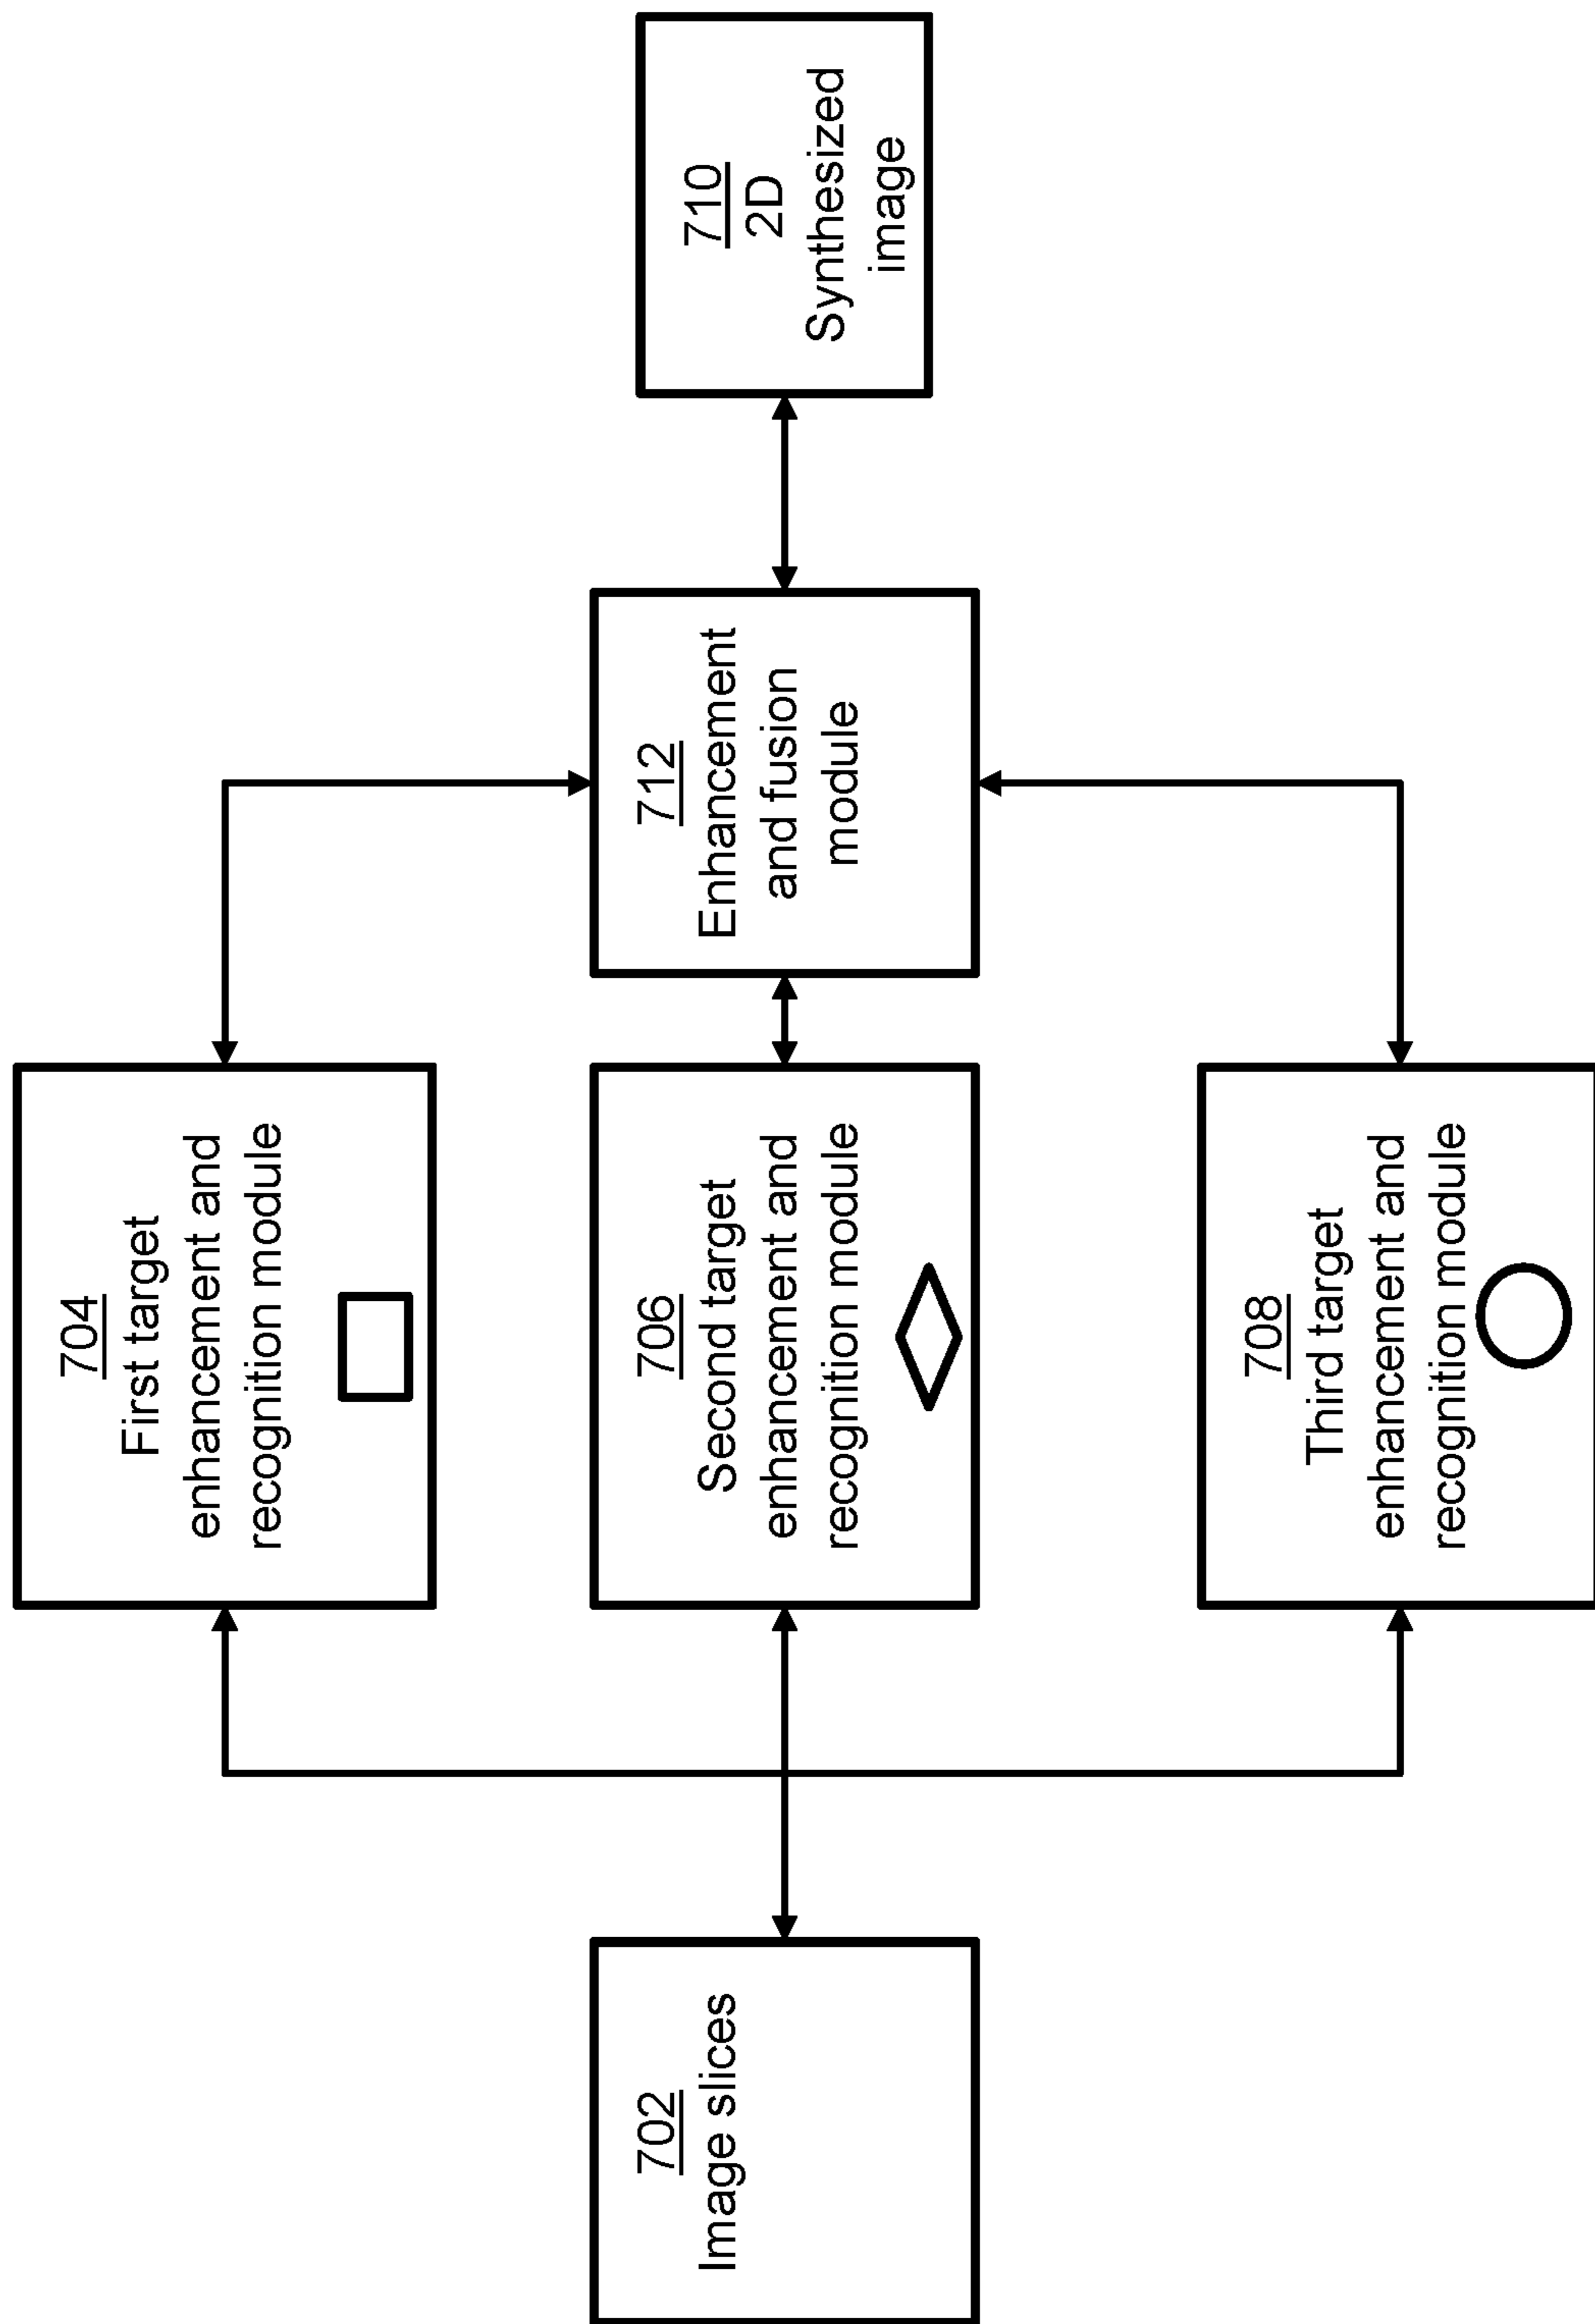 702
Image slices
704
First target
enhancement and
recognition module
706
Second target
enhancement and
recognition module
708
Third target
enhancement and
recognition module
712
Enhancement
and fusion
module
710
2D
Synthesized
image